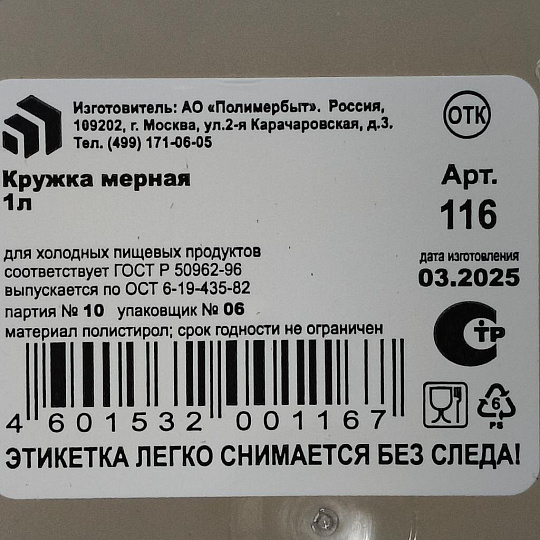 Изготовитель: АО «Полимербыт». Россия,
109202, г. Москва, ул.2-я Карачаровская, д.3.
Тел. (499) 171-06-05
ОТК
Кружка мерная
1л
Арт.
116
для холодных пищевых продуктов
соответствует ГОСТ Р 50962-96
выпускается по ОСТ 6-19-435-82
дата изготовления
03.2025
партия № 10 упаковщик № 06
материал полистирол; срок годности не ограничен
СТР
6
PS
4 601532 001167
ЭТИКЕТКА ЛЕГКО СНИМАЕТСЯ БЕЗ СЛЕДА!